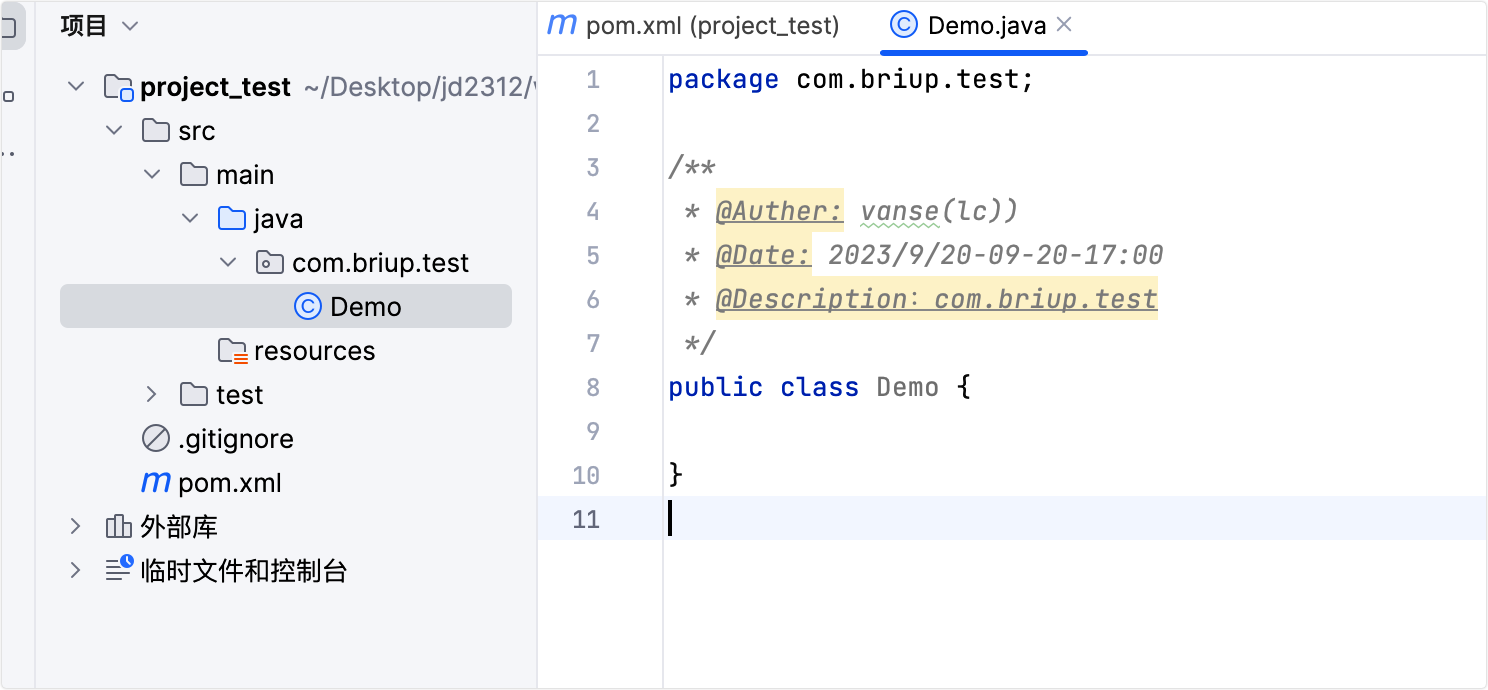 项目
project_test ~/Desktop/jd2312/
src
main
java
com.briup.test
Demo
resources
test
.gitignore
pom.xml
外部库
临时文件和控制台
pom.xml (project_test)
Demo.java
1 package com.briup.test;
2
3 /**
4 * @Auther: vanse(lc))
5 * @Date: 2023/9/20-09-20-17:00
6 * @Description：com.briup.test
7 */
8 public class Demo {
9
10 }
11